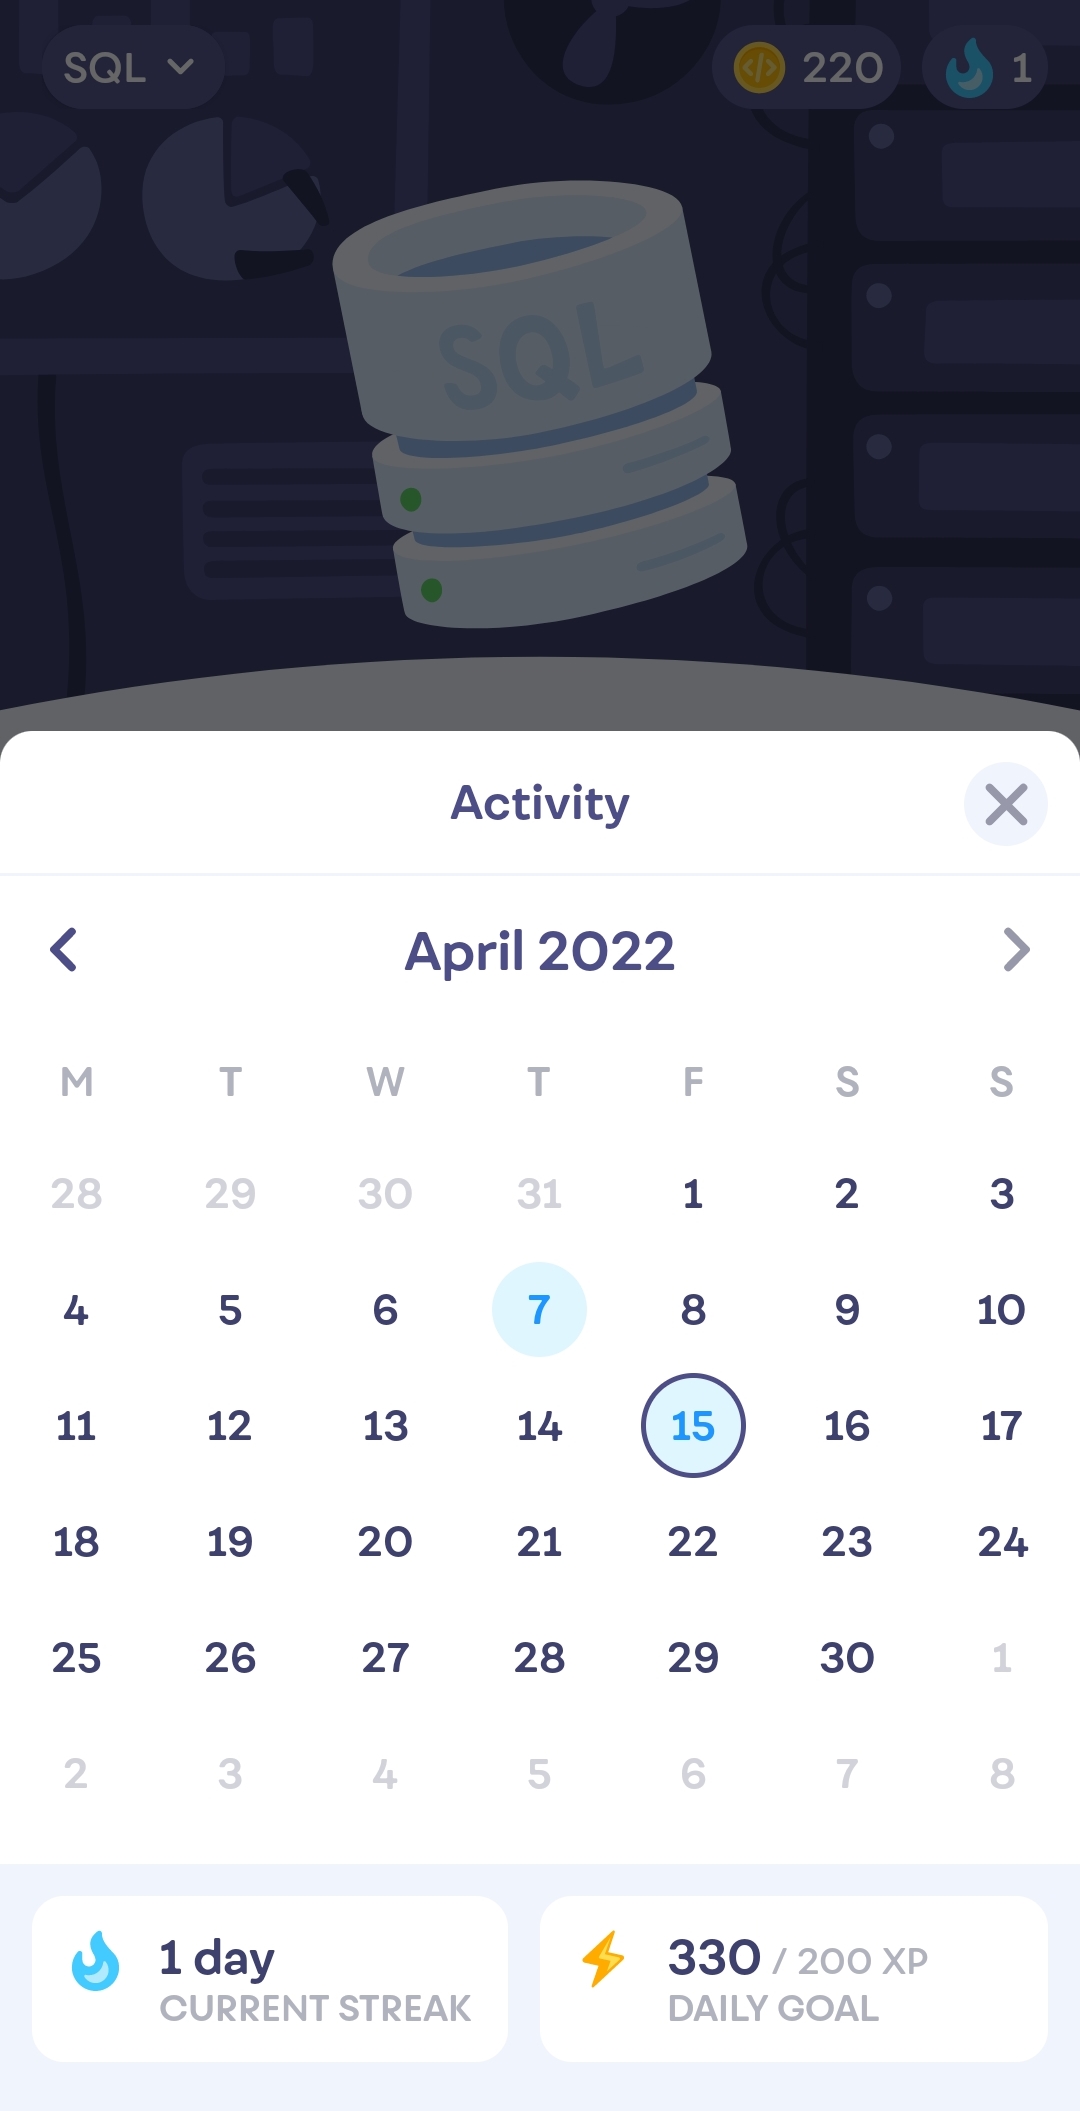 SQL 220 1
SQL
Activity
April 2022
M T W T F S S
28 29 30 31 1 2 3
4 5 6 7 8 9 10
11 12 13 14 15 16 17
18 19 20 21 22 23 24
25 26 27 28 29 30 1
2 3 4 5 6 7 8
1 day 330 / 200 XP
CURRENT STREAK DAILY GOAL